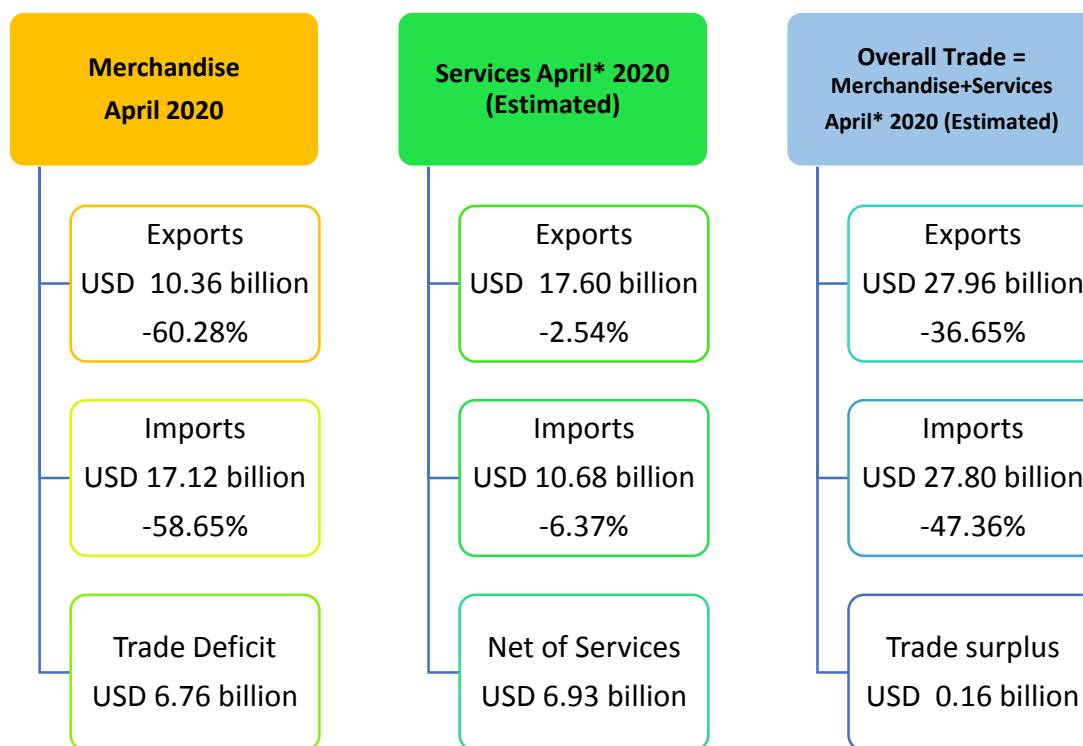 Merchandise
April 2020
Exports
USD 10.36 billion
-60.28%
Imports
USD 17.12 billion
-58.65%
Trade Deficit
USD 6.76 billion
Services April* 2020
(Estimated)
Exports
USD 17.60 billion
-2.54%
Imports
USD 10.68 billion
-6.37%
Net of Services
USD 6.93 billion
Overall Trade =
Merchandise+Services
April* 2020 (Estimated)
Exports
USD 27.96 billion
-36.65%
Imports
USD 27.80 billion
-47.36%
Trade surplus
USD 0.16 billion